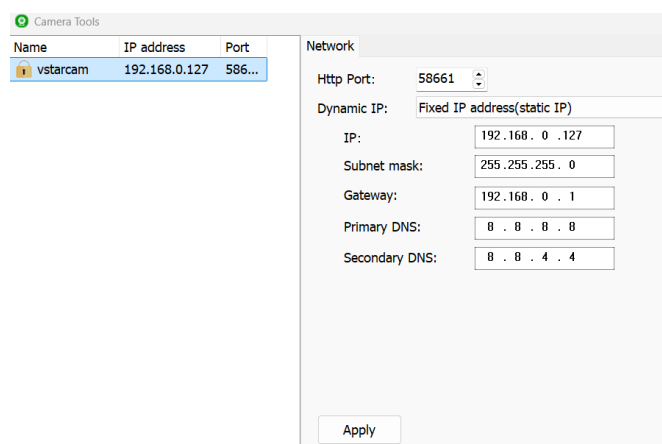 Camera Tools
Name IP address Port
vstarcam 192.168.0.127 586...
Network
Http Port: 58661
Dynamic IP: Fixed IP address(static IP)
IP: 192.168. 0 .127
Subnet mask: 255.255.255. 0
Gateway: 192.168. 0 . 1
Primary DNS: 8 . 8 . 8 . 8
Secondary DNS: 8 . 8 . 4 . 4
Apply